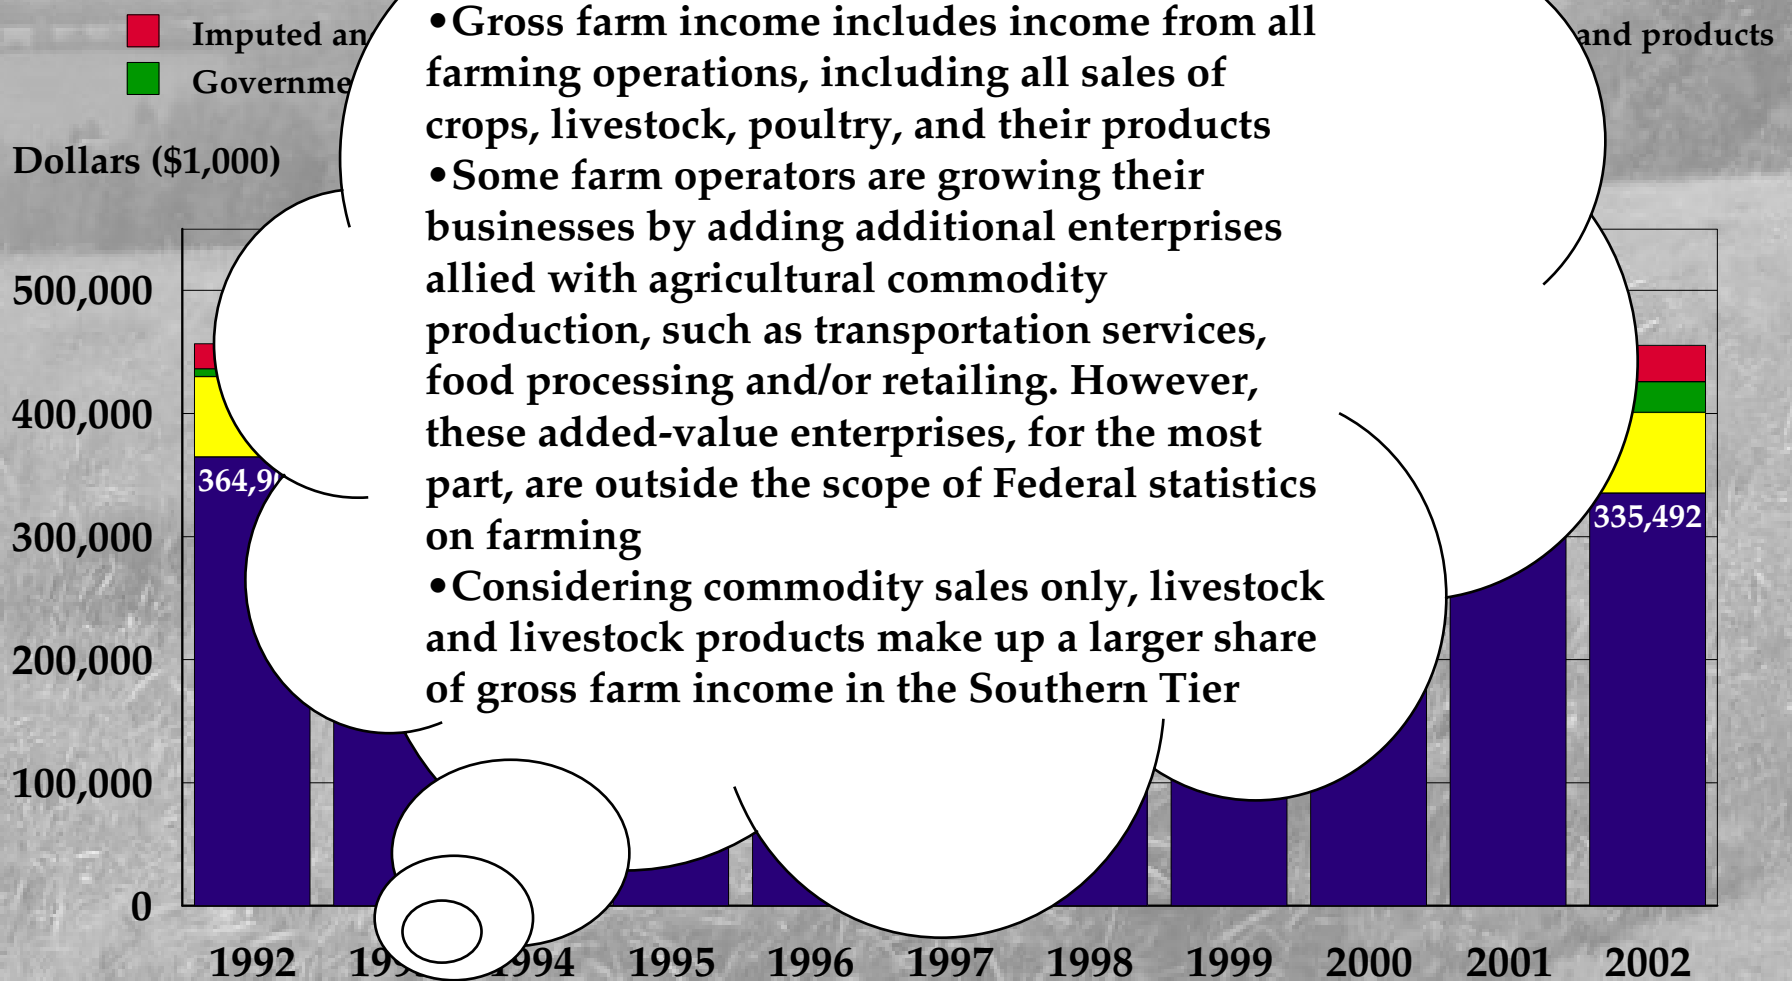 Imputed
and products
•Gross farm income includes income from all
farming operations, including all sales of
crops, livestock, poultry, and their products
•Some farm operators are growing their
businesses by adding additional enterprises
allied with agricultural commodity
production, such as transportation services,
food processing and/or retailing. However,
these added-value enterprises, for the most
part, are outside the scope of Federal statistics
on farming
•Considering commodity sales only, livestock
and livestock products make up a larger share
of gross farm income in the Southern Tier
Dollars ($1,000)
500,000
400,000
300,000
200,000
100,000
0
335,492
1992 1995 1996 1997 1998 1999 2000 2001 2002